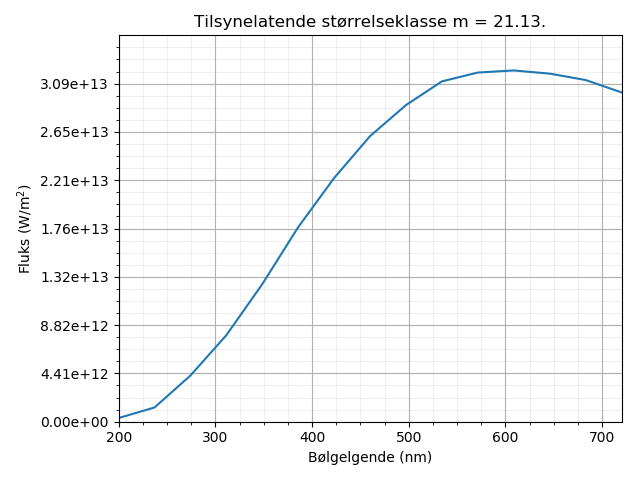 Tilsynelatende størrelseklasse m = 21.13.
Fluks (W/m²)
3.09e+13
2.65e+13
2.21e+13
1.76e+13
1.32e+13
8.82e+12
4.41e+12
0.00e+00
200 300 400 500 600 700
Bølgelgende (nm)